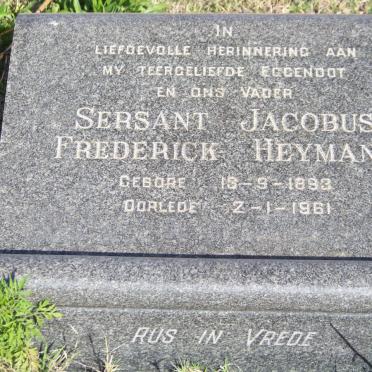 IN
LIEFDEVOLLE HERINNERING AAN
MY TEERGELIEFDE EGGENOOT
EN ONS VADER
SERSANT JACOBUS
FREDERICK HEYMAN
GEBORE 13-9-1893
OORLEDE 2-1-1961
RUS IN VREDE